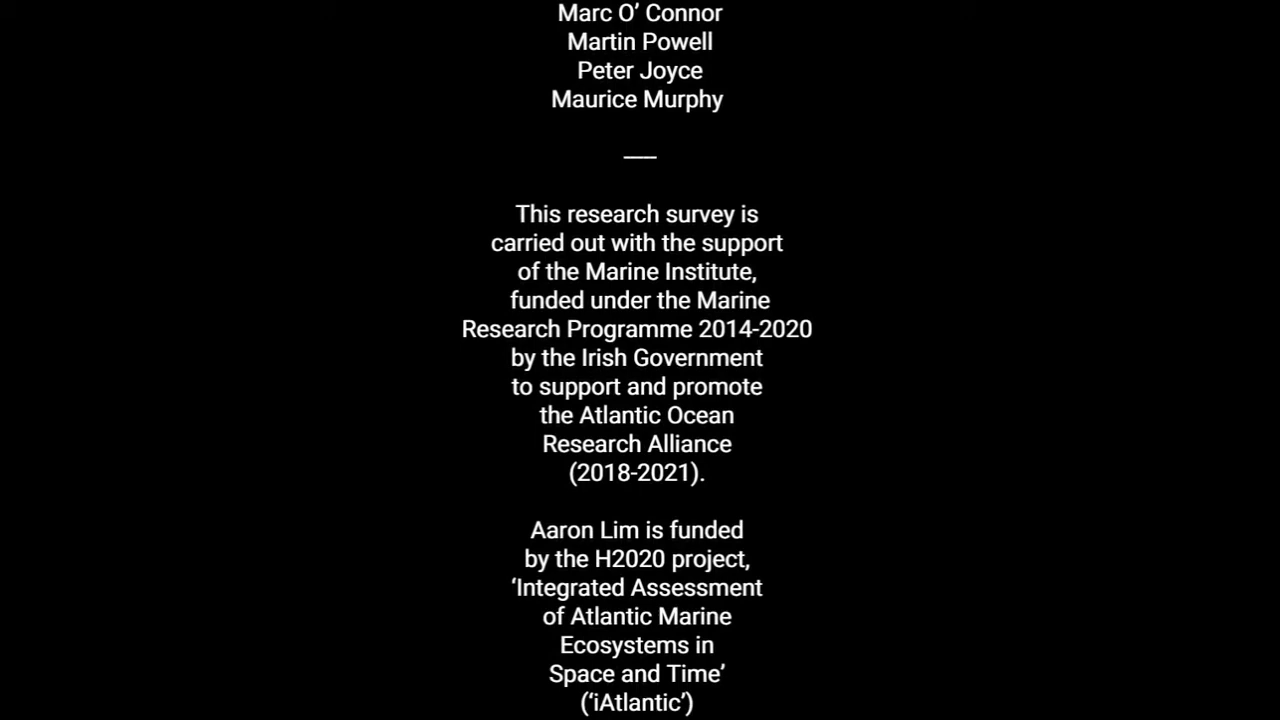 Marc O’ Connor
Martin Powell
Peter Joyce
Maurice Murphy
—
This research survey is
carried out with the support
of the Marine Institute,
funded under the Marine
Research Programme 2014-2020
by the Irish Government
to support and promote
the Atlantic Ocean
Research Alliance
(2018-2021).
Aaron Lim is funded
by the H2020 project,
‘Integrated Assessment
of Atlantic Marine
Ecosystems in
Space and Time’
(‘iAtlantic’)